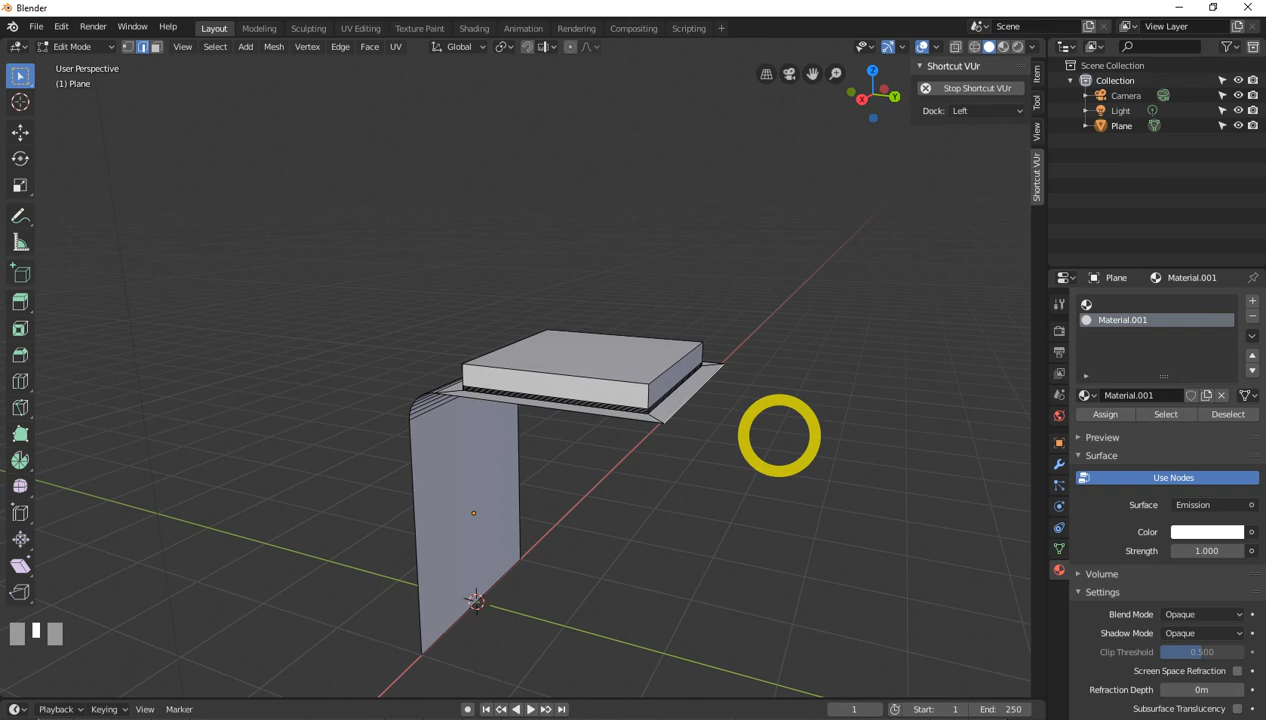 Blender
File Edit Render Window Help Layout Modeling Sculpting UV Editing Texture Paint Shading Animation Rendering Compositing Scripting + Scene View Layer
Edit Mode View Select Add Mesh Vertex Edge Face UV Global
User Perspective
(1) Plane
Z
Y
X
Shortcut VUr
Stop Shortcut VUr
Dock: Left
Item
Tool
View
Shortcut VUr
Scene Collection
Collection
Camera
Light
Plane
Plane Material.001
Material.001
Material.001
Assign Select Deselect
Preview
Surface
Use Nodes
Surface Emission
Color
Strength 1.000
Volume
Settings
Blend Mode Opaque
Shadow Mode Opaque
Clip Threshold 0.500
Screen Space Refraction
Refraction Depth 0m
Subsurface Translucency
Playback Keying View Marker 1 Start: 1 End: 250